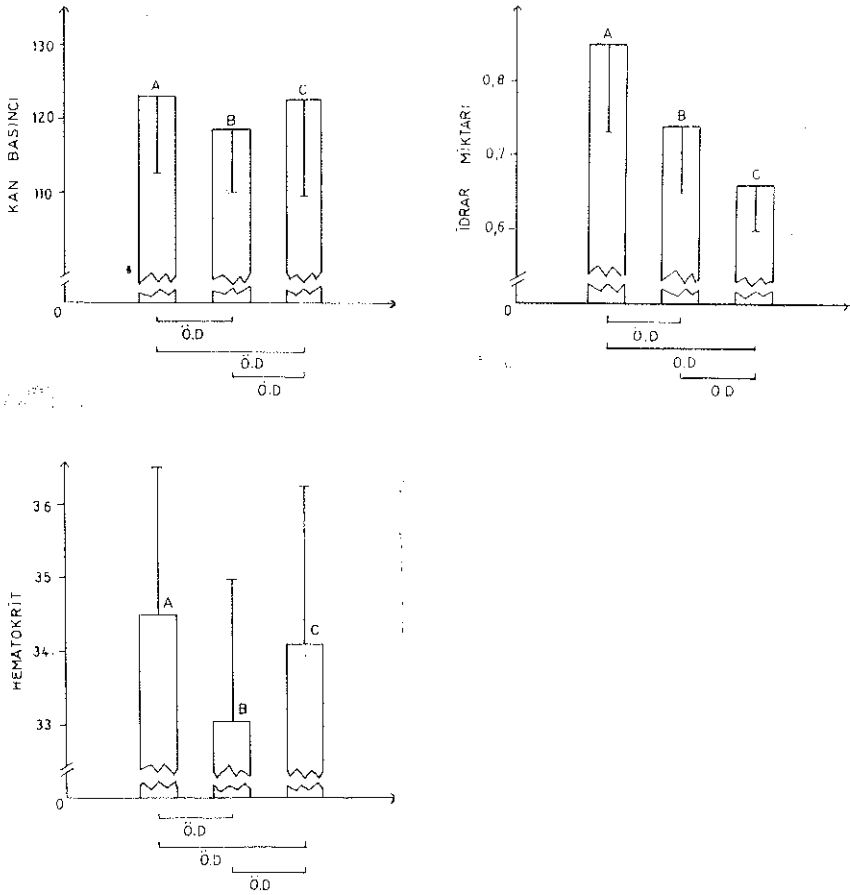 KAN BASINCI
130
120
110
0
A
B
C
Ö.D
Ö.D
Ö.D
İDRAR MİKTARI
0,8
0,7
0,6
0
A
B
C
Ö.D
Ö.D
Ö.D
HEMATOKRİT
36
35
34
33
0
A
B
C
Ö.D
Ö.D
Ö.D